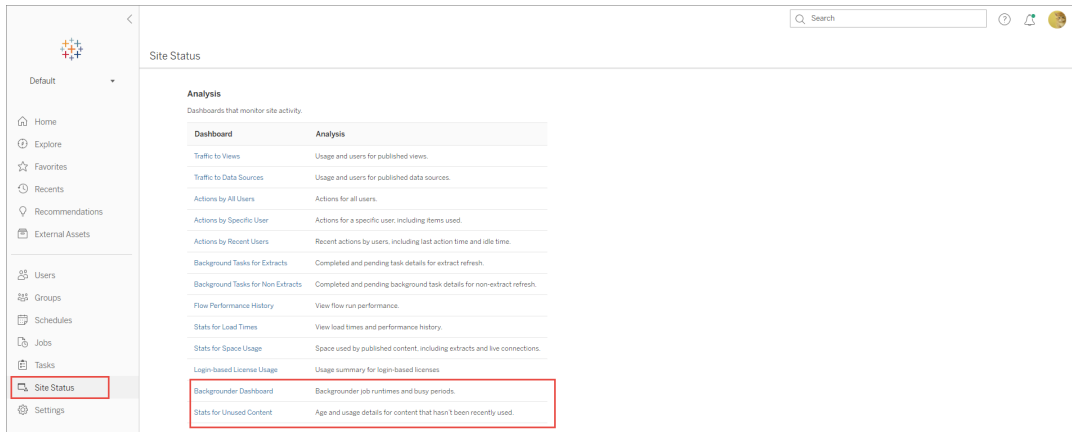 Search
Site Status
Default
Home
Explore
Favorites
Recents
Recommendations
External Assets
Users
Groups
Schedules
Jobs
Tasks
Site Status
Settings
Analysis
Dashboards that monitor site activity.
Dashboard Analysis
Traffic to Views Usage and users for published views.
Traffic to Data Sources Usage and users for published data sources.
Actions by All Users Actions for all users.
Actions by Specific User Actions for a specific user, including items used.
Actions by Recent Users Recent actions by users, including last action time and idle time.
Background Tasks for Extracts Completed and pending task details for extract refresh.
Background Tasks for Non Extracts Completed and pending background task details for non-extract refresh.
Flow Performance History View flow run performance.
Stats for Load Times View load times and performance history.
Stats for Space Usage Space used by published content, including extracts and live connections.
Login-based License Usage Usage summary for login-based licenses
Backgrounder Dashboard Backgrounder job runtimes and busy periods.
Stats for Unused Content Age and usage details for content that hasn't been recently used.